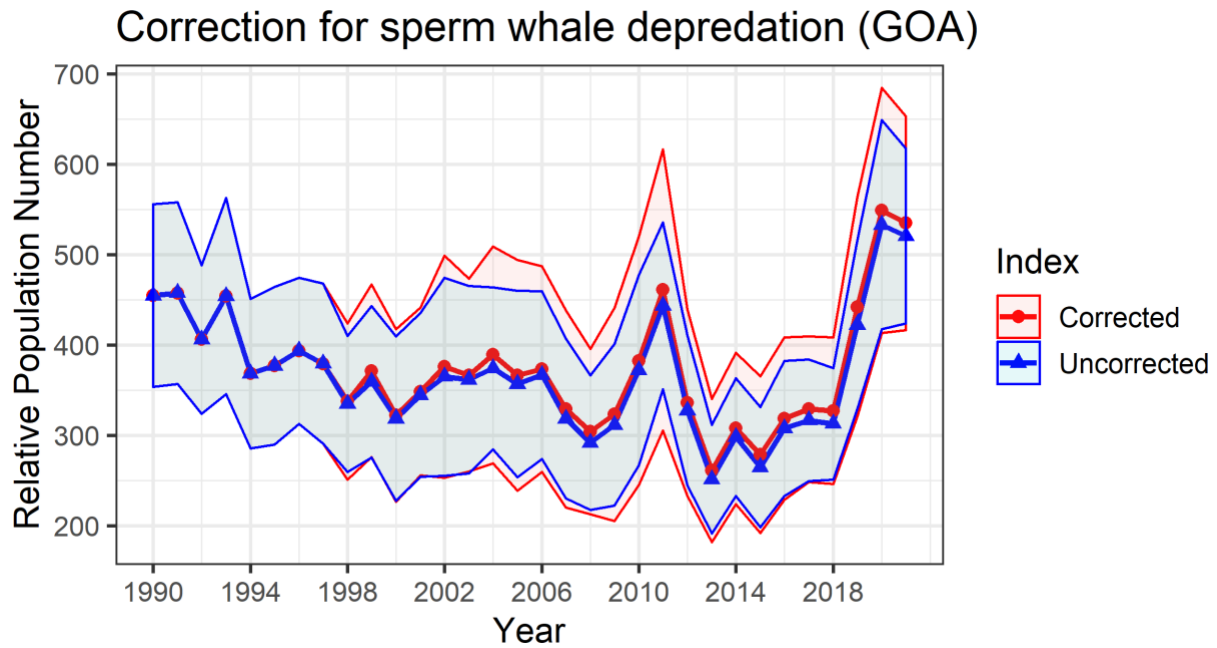 Correction for sperm whale depredation (GOA)
Relative Population Number
700
600
500
400
300
200
1990 1994 1998 2002 2006 2010 2014 2018
Year
Index
Corrected
Uncorrected